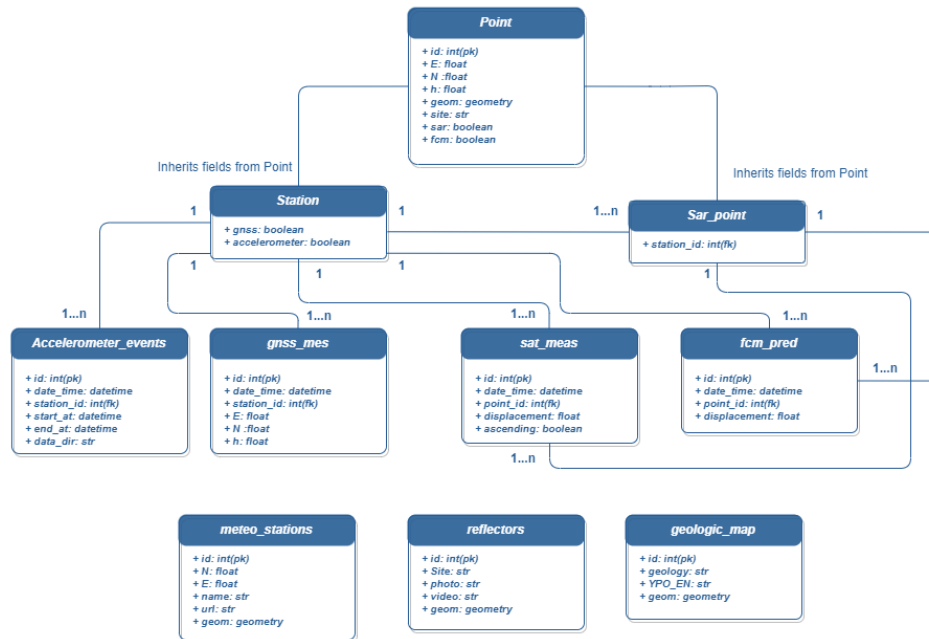 Point
+ id: int(pk)
+ E: float
+ N :float
+ h: float
+ geom: geometry
+ site: str
+ sar: boolean
+ fcm: boolean
Inherits fields from Point
Inherits fields from Point
Station
+ gnss: boolean
+ accelerometer: boolean
Sar_point
+ station_id: int(fk)
1
1
1...n
1
1
1
1
1
1...n
1...n
1...n
1...n
Accelerometer_events
+ id: int(pk)
+ date_time: datetime
+ station_id: int(fk)
+ start_at: datetime
+ end_at: datetime
+ data_dir: str
gnss_mes
+ id: int(pk)
+ date_time: datetime
+ station_id: int(fk)
+ E: float
+ N :float
+ h: float
sat_meas
+ id: int(pk)
+ date_time: datetime
+ point_id: int(fk)
+ displacement: float
+ ascending: boolean
fcm_pred
+ id: int(pk)
+ date_time: datetime
+ point_id: int(fk)
+ displacement: float
1...n
1...n
meteo_stations
+ id: int(pk)
+ N: float
+ E: float
+ name: str
+ url: str
+ geom: geometry
reflectors
+ id: int(pk)
+ Site: str
+ photo: str
+ video: str
+ geom: geometry
geologic_map
+ id: int(pk)
+ geology: str
+ YPO_EN: str
+ geom: geometry